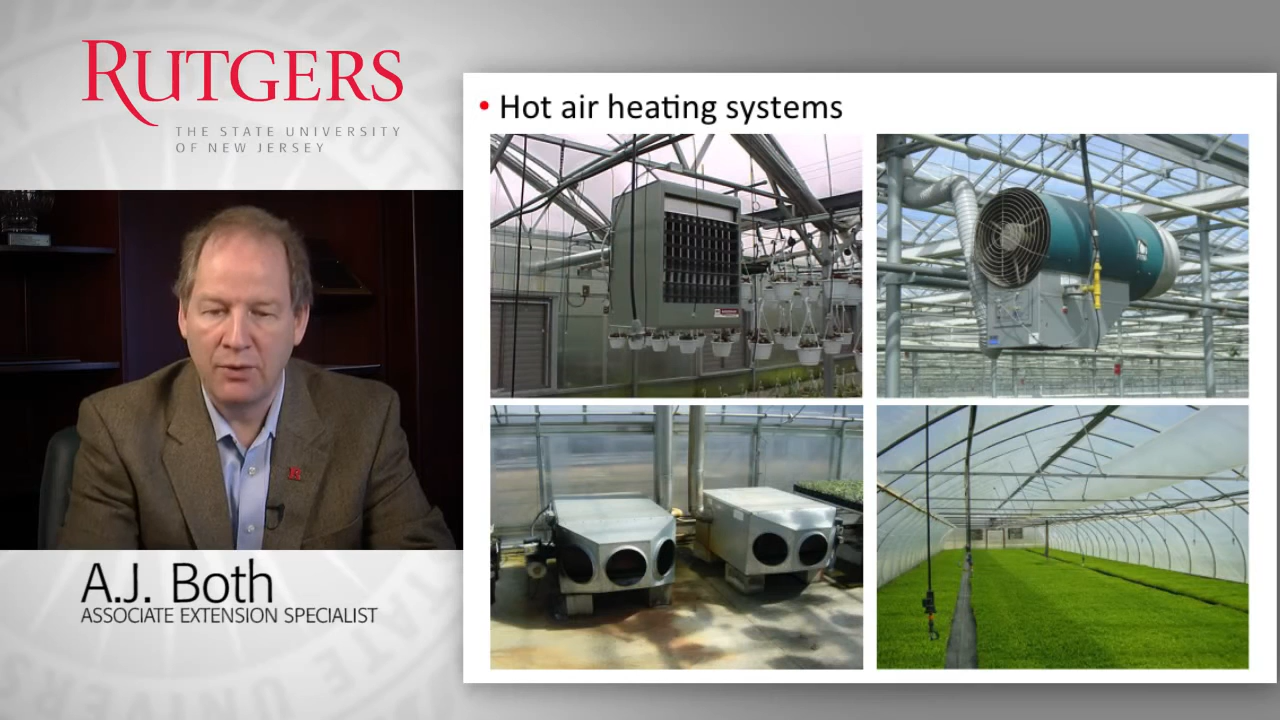 RUTGERS
THE STATE UNIVERSITY
OF NEW JERSEY
• Hot air heating systems
A.J. Both
ASSOCIATE EXTENSION SPECIALIST